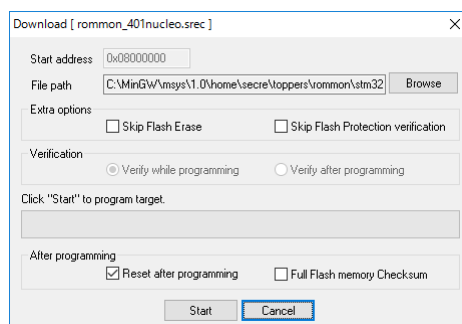 Download [ rommon_401nucleo.srec ]
Start address 0x08000000
File path C:\MinGW\msys\1.0\home\secre\toppers\rommon\stm32 Browse
Extra options
Skip Flash Erase Skip Flash Protection verification
Verification
Verify while programming Verify after programming
Click "Start" to program target.
After programming
Reset after programming Full Flash memory Checksum
Start Cancel